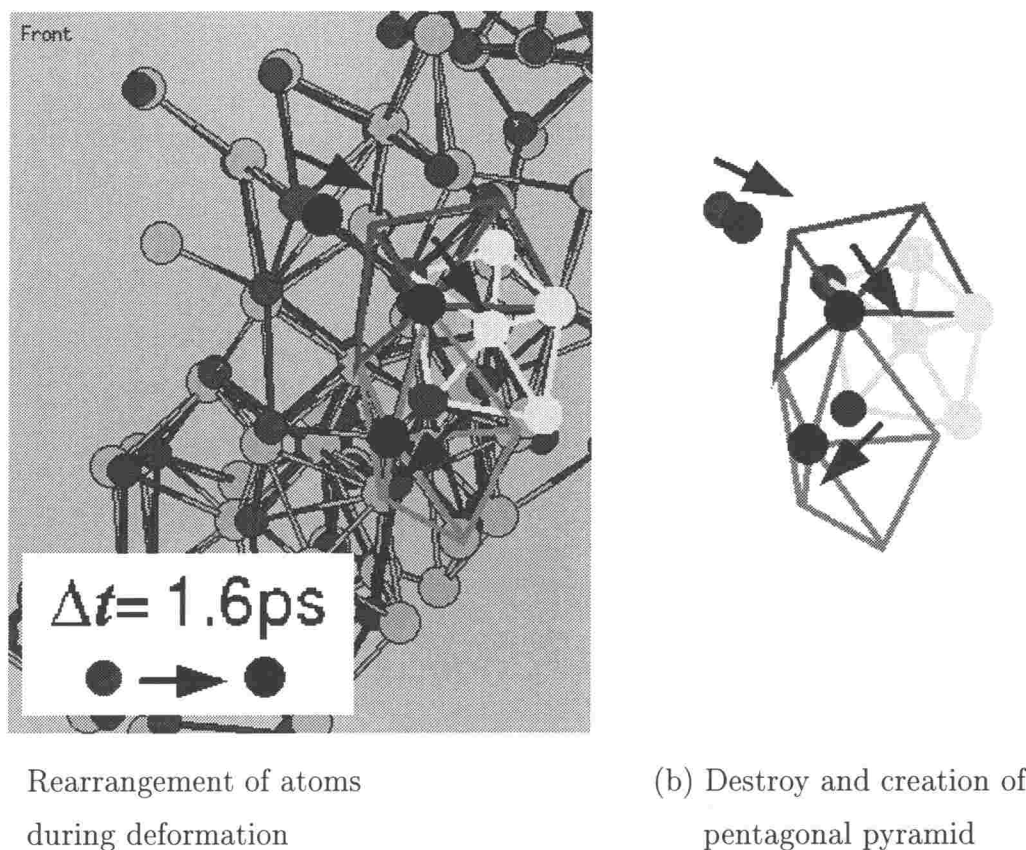 Front
Δt= 1.6ps
Rearrangement of atoms
during deformation
(b) Destroy and creation of
pentagonal pyramid